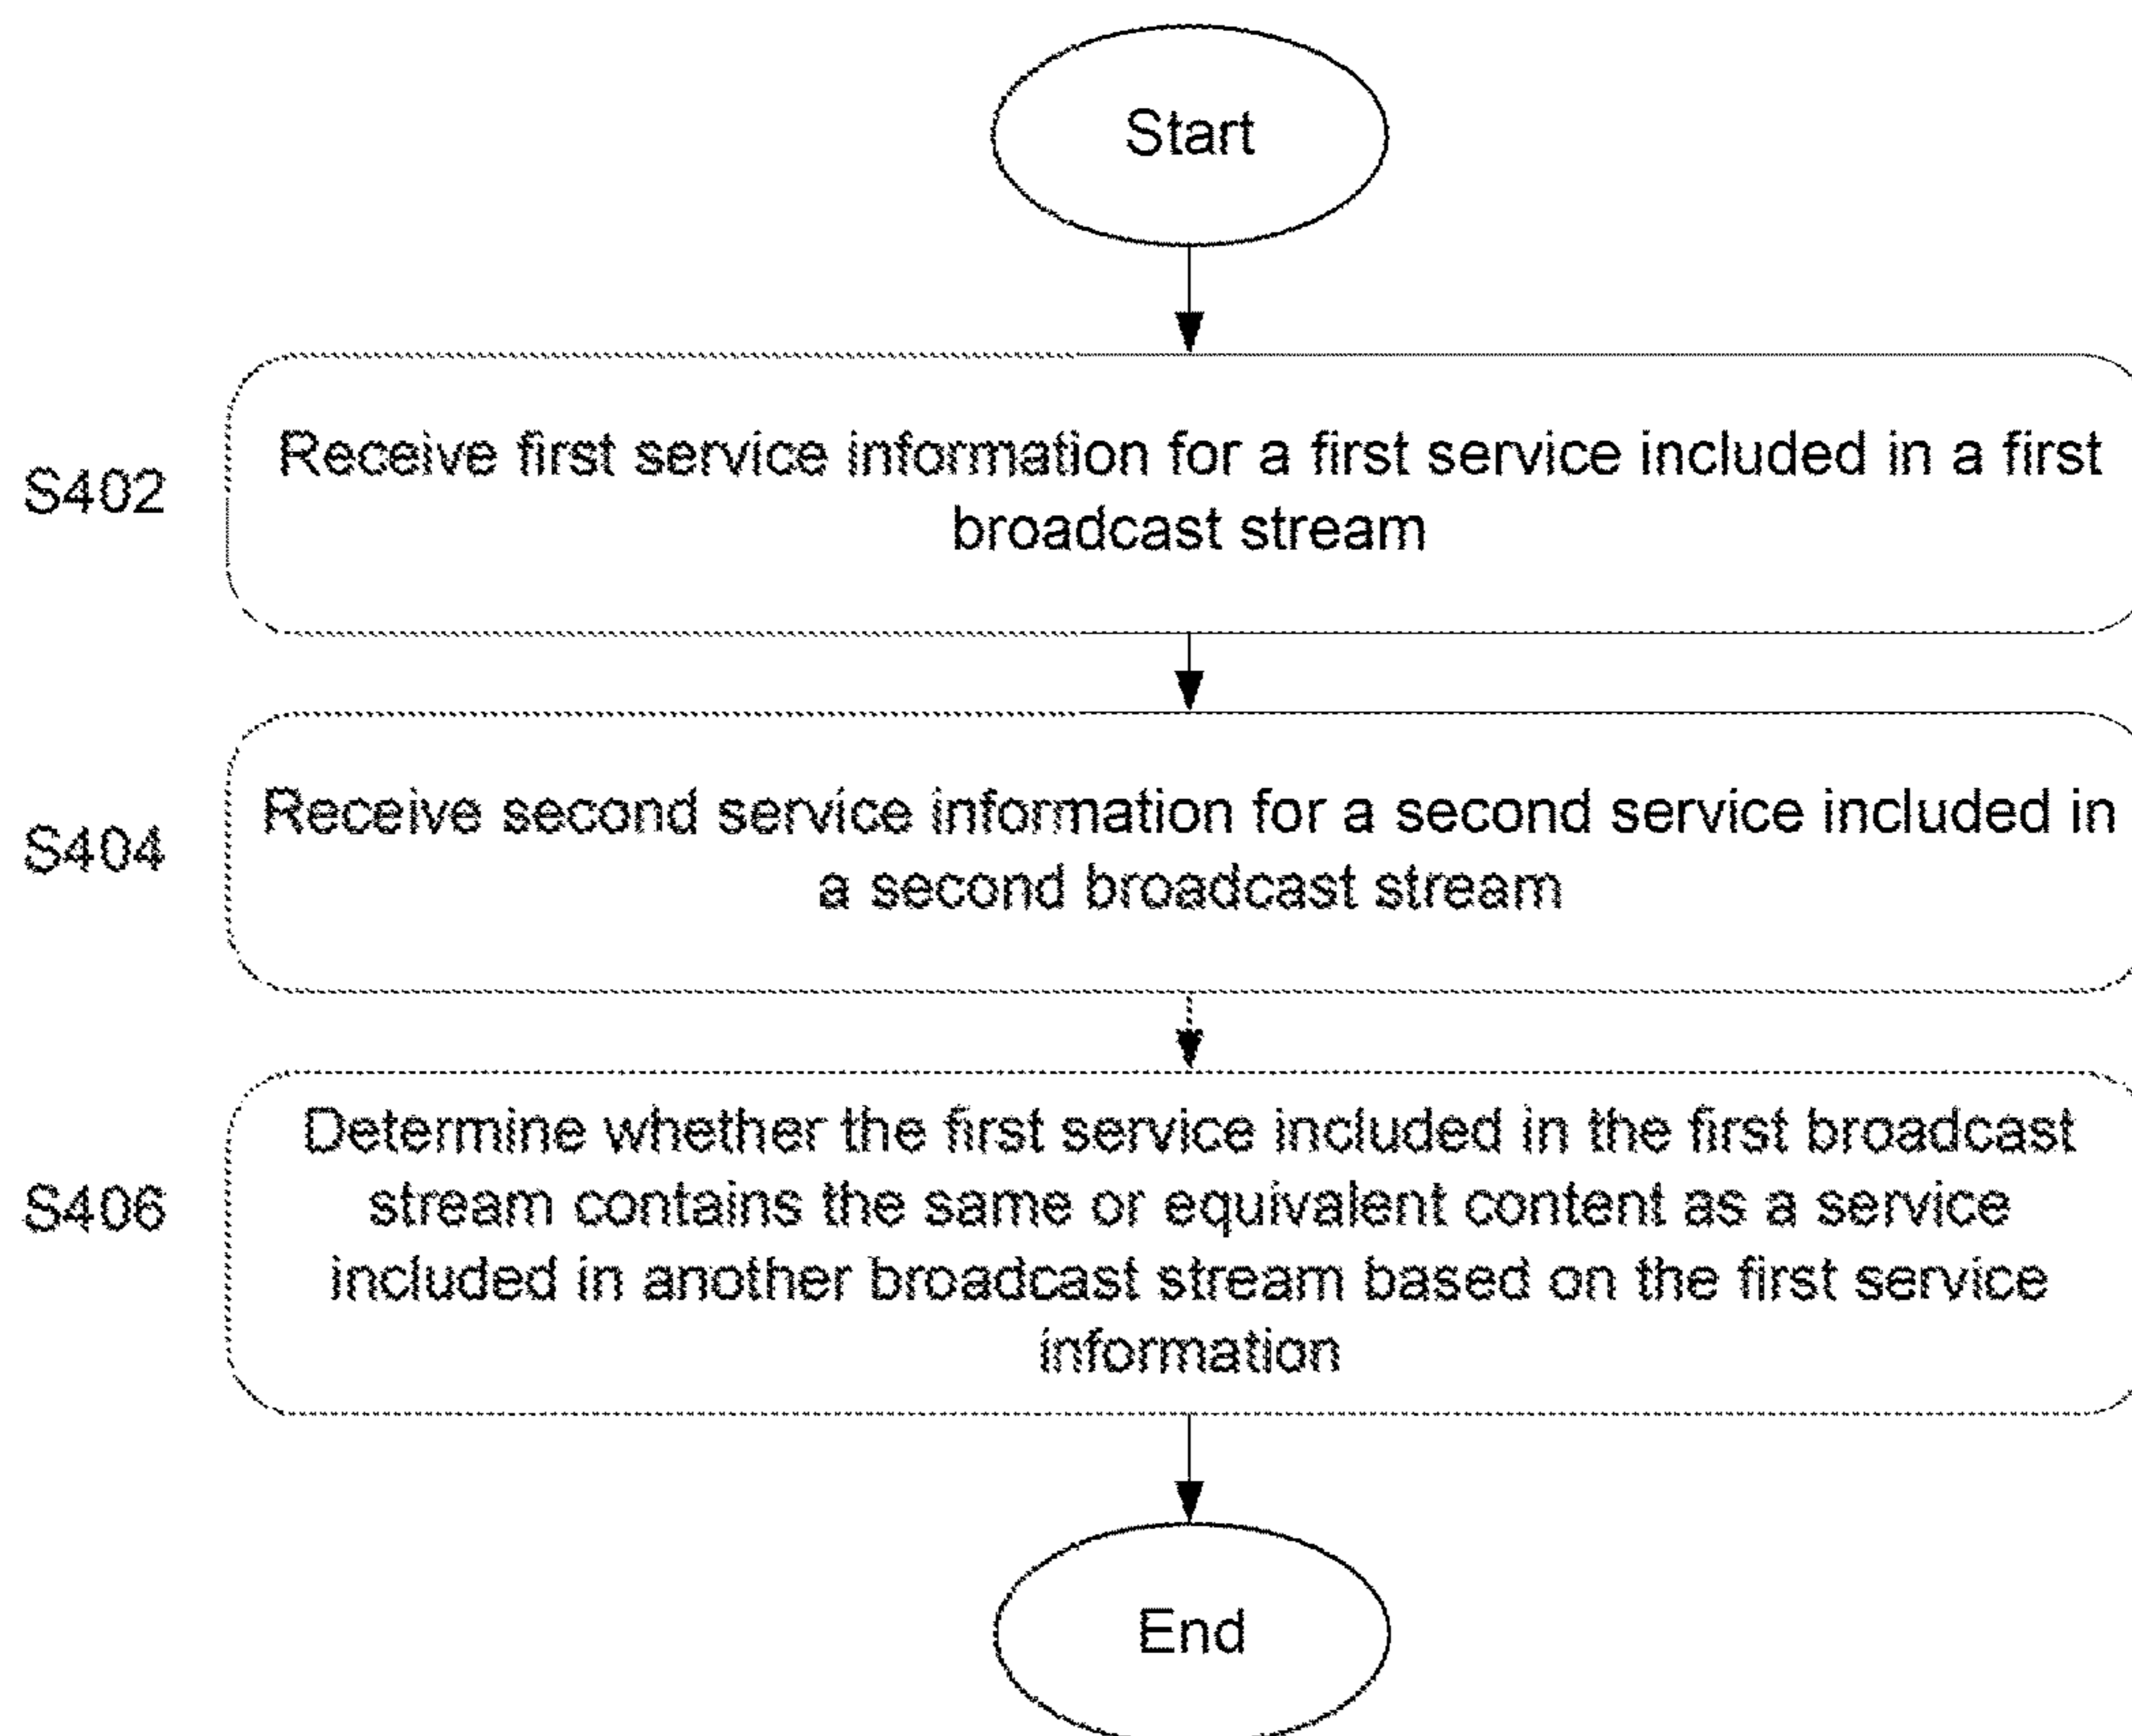 Start
S402
Receive first service information for a first service included in a first
broadcast stream
S404
Receive second service information for a second service included in
a second broadcast stream
S406
Determine whether the first service included in the first broadcast
stream contains the same or equivalent content as a service
included in another broadcast stream based on the first service
information
End